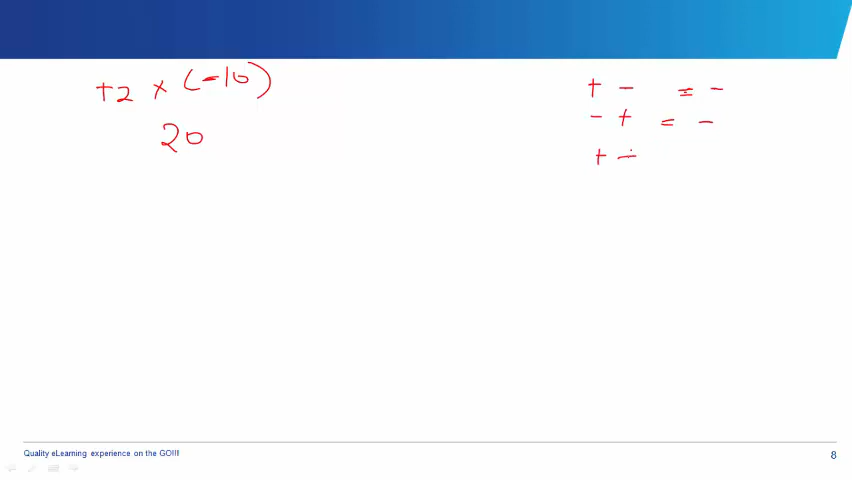 +2 × (-10)
20
+ - = -
- + = -
+ -
Quality eLearning experience on the GO!!!
8